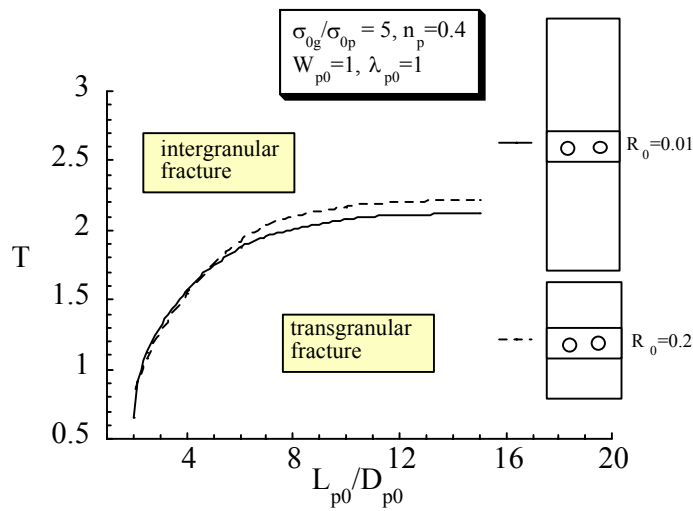 σ0g/σ0p = 5, np=0.4
Wp0=1, λp0=1
3
2.5
2
1.5
1
0.5
T
intergranular
fracture
transgranular
fracture
R0=0.01
R0=0.2
4
8
12
16
20
Lp0/Dp0